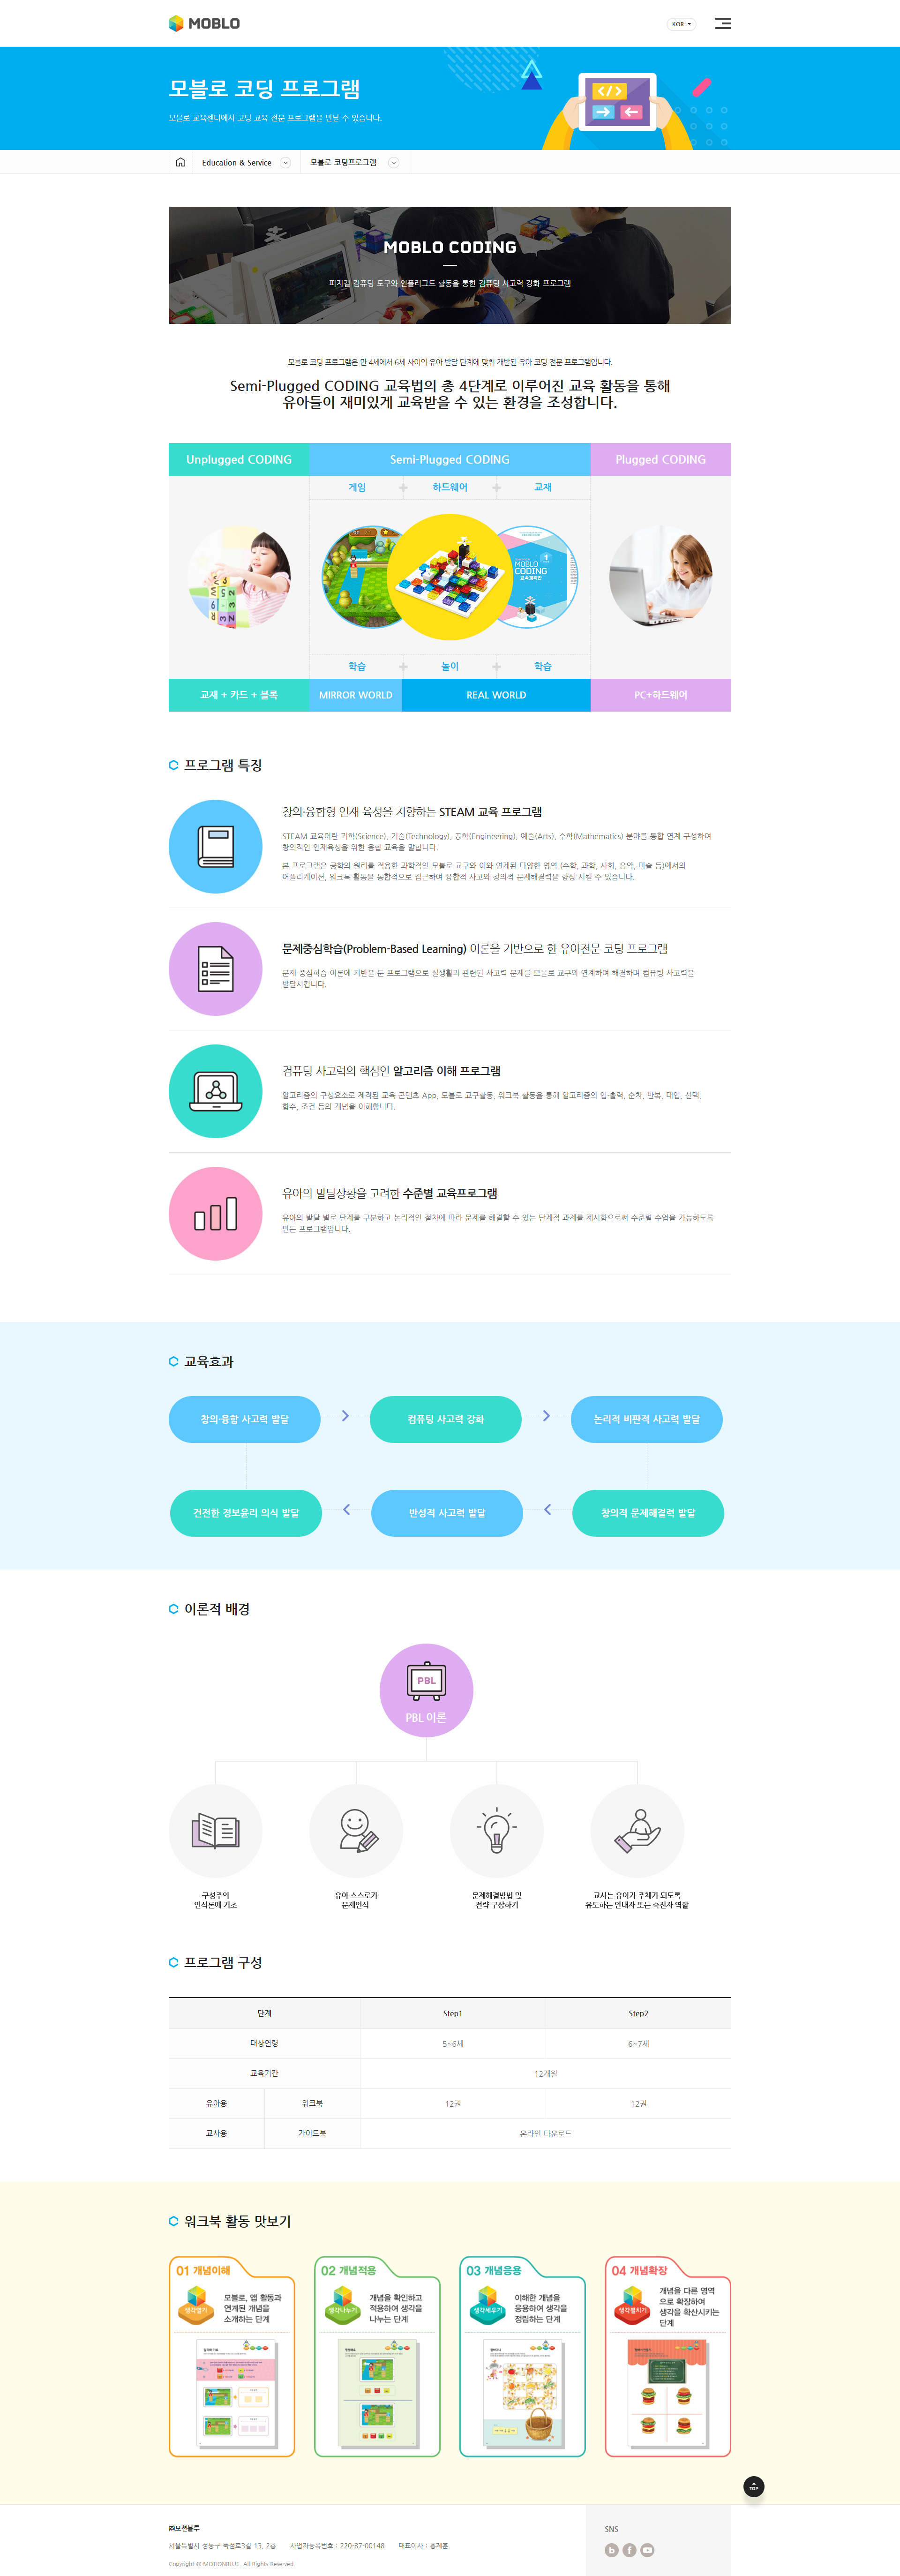 MOBLO
KOR
모블로 코딩 프로그램
모블로 교육센터에서 코딩 교육 전문 프로그램을 만날 수 있습니다.
Education & Service
모블로 코딩프로그램
MOBLO CODING
피지컬 컴퓨팅 도구와 언플러그드 활동을 통한 컴퓨팅 사고력 강화 프로그램
모블로 코딩 프로그램은 만 4세에서 6세 사이의 유아 발달 단계에 맞춰 개발된 유아 코딩 전문 프로그램입니다.
Semi-Plugged CODING 교육법의 총 4단계로 이루어진 교육 활동을 통해
유아들이 재미있게 교육받을 수 있는 환경을 조성합니다.
Unplugged CODING
Semi-Plugged CODING
Plugged CODING
게임
하드웨어
교재
MOBLO
CODING
교육계획안
1
학습
놀이
학습
교재 + 카드 + 블록
MIRROR WORLD
REAL WORLD
PC+하드웨어
프로그램 특징
창의·융합형 인재 육성을 지향하는 STEAM 교육 프로그램
STEAM 교육이란 과학(Science), 기술(Technology), 공학(Engineering), 예술(Arts), 수학(Mathematics) 분야를 통합 연계 구성하여
창의적인 인재육성을 위한 융합 교육을 말합니다.
본 프로그램은 공학의 원리를 적용한 과학적인 모블로 교구와 이와 연계된 다양한 영역 (수학, 과학, 사회, 음악, 미술 등)에서의
어플리케이션, 워크북 활동을 통합적으로 접근하여 융합적 사고와 창의적 문제해결력을 향상 시킬 수 있습니다.
문제중심학습(Problem-Based Learning) 이론을 기반으로 한 유아전문 코딩 프로그램
문제 중심학습 이론에 기반을 둔 프로그램으로 실생활과 관련된 사고력 문제를 모블로 교구와 연계하여 해결하며 컴퓨팅 사고력을
발달시킵니다.
컴퓨팅 사고력의 핵심인 알고리즘 이해 프로그램
알고리즘의 구성요소로 제작된 교육 콘텐츠 App, 모블로 교구활동, 워크북 활동을 통해 알고리즘의 입·출력, 순차, 반복, 대입, 선택,
함수, 조건 등의 개념을 이해합니다.
유아의 발달상황을 고려한 수준별 교육프로그램
유아의 발달 별로 단계를 구분하고 논리적인 절차에 따라 문제를 해결할 수 있는 단계적 과제를 제시함으로써 수준별 수업을 가능하도록
만든 프로그램입니다.
교육효과
창의·융합 사고력 발달
컴퓨팅 사고력 강화
논리적 비판적 사고력 발달
건전한 정보윤리 의식 발달
반성적 사고력 발달
창의적 문제해결력 발달
이론적 배경
PBL
PBL 이론
구성주의
인식론에 기초
유아 스스로가
문제인식
문제해결방법 및
전략 구상하기
교사는 유아가 주체가 되도록
유도하는 안내자 또는 촉진자 역할
프로그램 구성
단계
Step1
Step2
대상연령
5~6세
6~7세
교육기간
12개월
유아용
워크북
12권
12권
교사용
가이드북
온라인 다운로드
워크북 활동 맛보기
01 개념이해
생각열기
모블로, 앱 활동과
연계된 개념을
소개하는 단계
02 개념적용
생각나누기
개념을 확인하고
적용하여 생각을
나누는 단계
03 개념응용
생각세우기
이해한 개념을
응용하여 생각을
정립하는 단계
04 개념확장
생각펼치기
개념을 다른 영역
으로 확장하여
생각을 확산시키는
단계
TOP
㈜모션블루
서울특별시 성동구 뚝섬로3길 13, 2층
사업자등록번호 : 220-87-00148
대표이사 : 홍제훈
Copyright © MOTIONBLUE. All Rights Reserved.
SNS